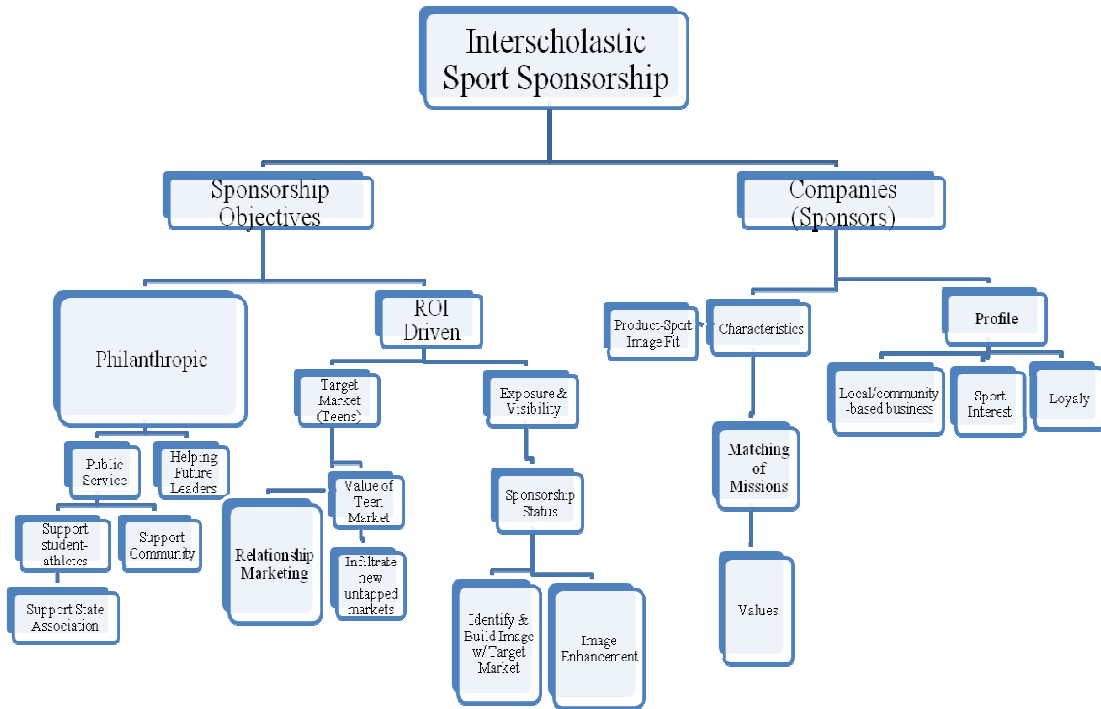 Interscholastic
Sport Sponsorship
Sponsorship
Objectives
Companies
(Sponsors)
Philanthropic
ROI
Driven
Product-Sport
Image Fit
Characteristics
Profile
Target
Market
(Teens)
Exposure &
Visibility
Local/community
-based business
Sport
Interest
Loyalty
Public
Service
Helping
Future
Leaders
Value of
Teen
Market
Sponsorship
Status
Matching
of
Missions
Support
student-
athletes
Support
Community
Relationship
Marketing
Infiltrate
new
untapped
markets
Support State
Association
Identify &
Build Image
w/ Target
Market
Image
Enhancement
Values